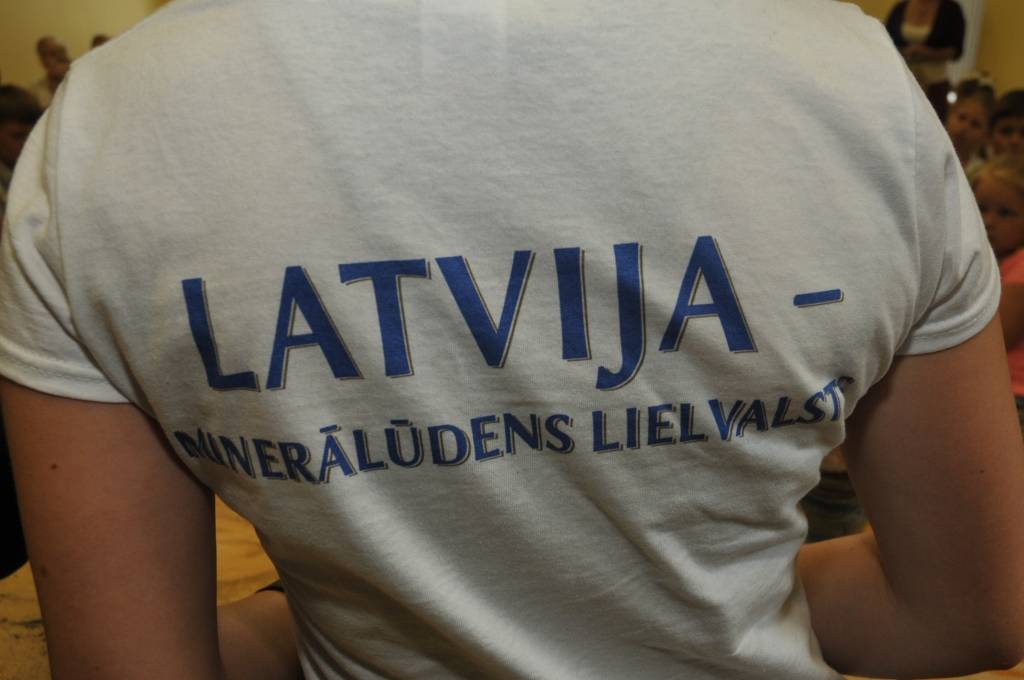 LATVIJA -
MINERĀLŪDENS LIELVALSTS